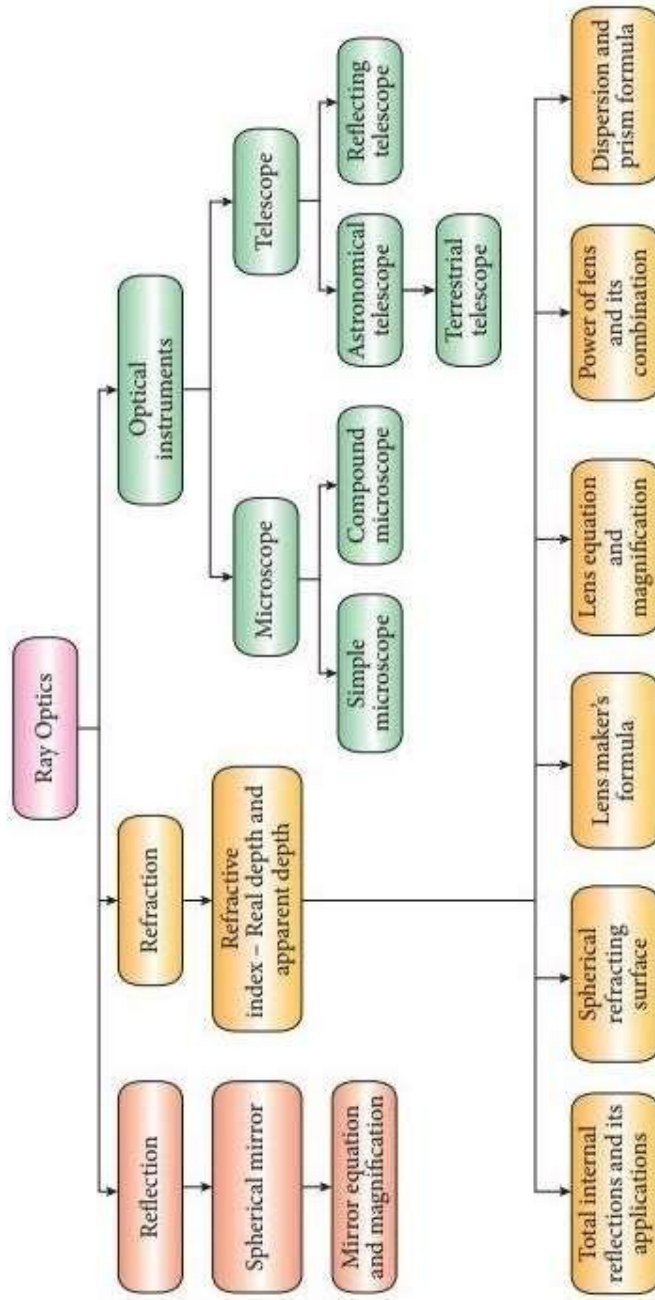 Ray Optics
Reflection
Refraction
Optical
instruments
Spherical mirror
Refractive
index – Real depth and
apparent depth
Microscope
Telescope
Mirror equation
and magnification
Simple
microscope
Compound
microscope
Astronomical
telescope
Reflecting
telescope
Terrestrial
telescope
Total internal
reflections and its
applications
Spherical
refracting
surface
Lens maker's
formula
Lens equation
and
magnification
Power of lens
and its
combination
Dispersion and
prism formula